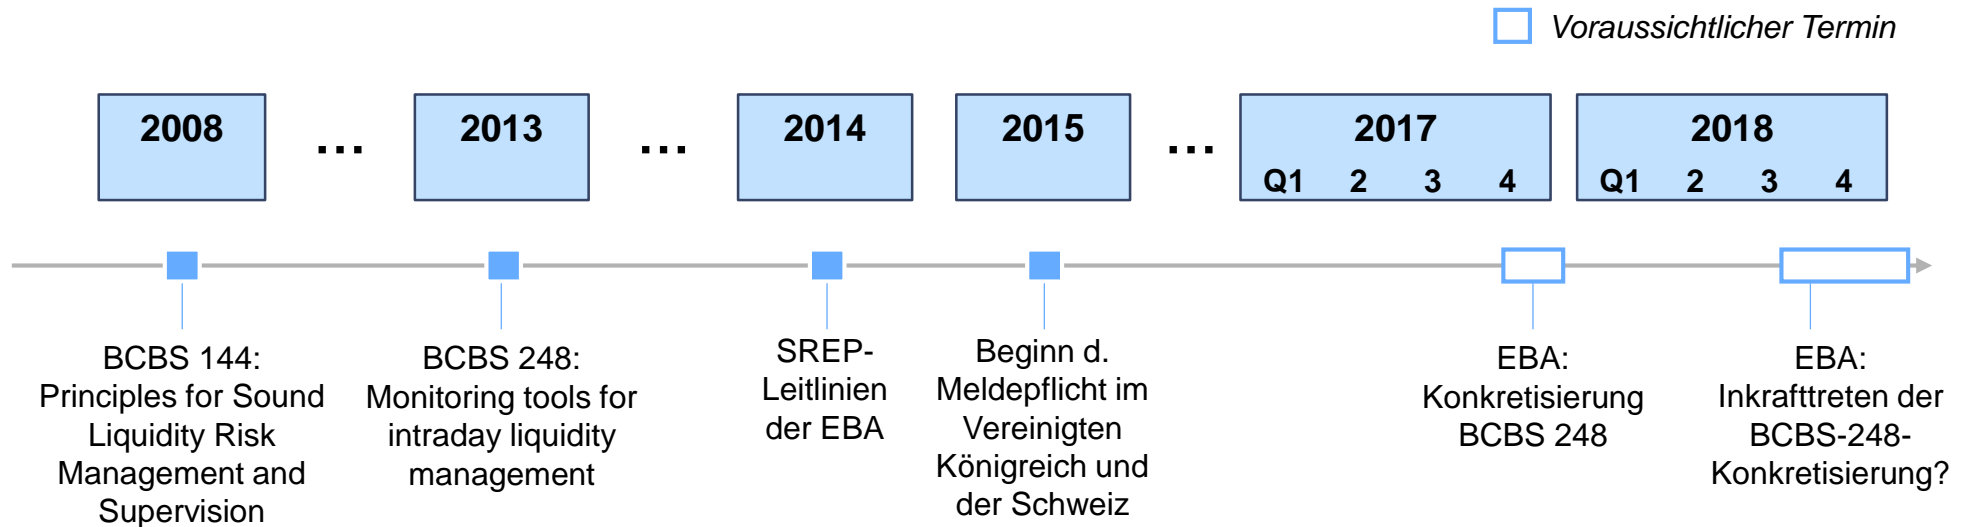 Voraussichtlicher Termin
2008 ... 2013 ... 2014 2015 ... 2017 2018
Q1 2 3 4 Q1 2 3 4
BCBS 144:
Principles for Sound
Liquidity Risk
Management and
Supervision
BCBS 248:
Monitoring tools for
intraday liquidity
management
SREP-
Leitlinien
der EBA
Beginn d.
Meldepflicht im
Vereinigten
Königreich und
der Schweiz
EBA:
Konkretisierung
BCBS 248
EBA:
Inkrafttreten der
BCBS-248-
Konkretisierung?